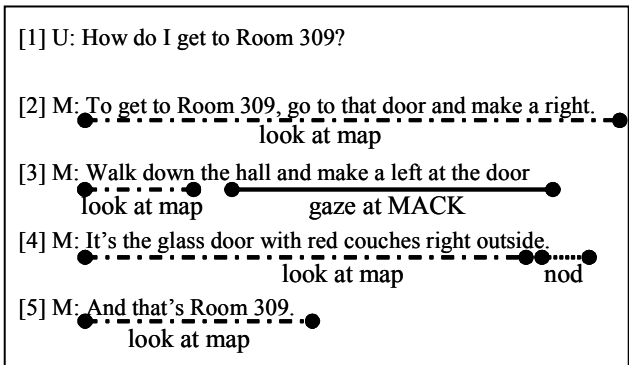 [1] U: How do I get to Room 309?
[2] M: To get to Room 309, go to that door and make a right.
look at map
[3] M: Walk down the hall and make a left at the door
look at map gaze at MACK
[4] M: It's the glass door with red couches right outside.
look at map nod
[5] M: And that's Room 309.
look at map